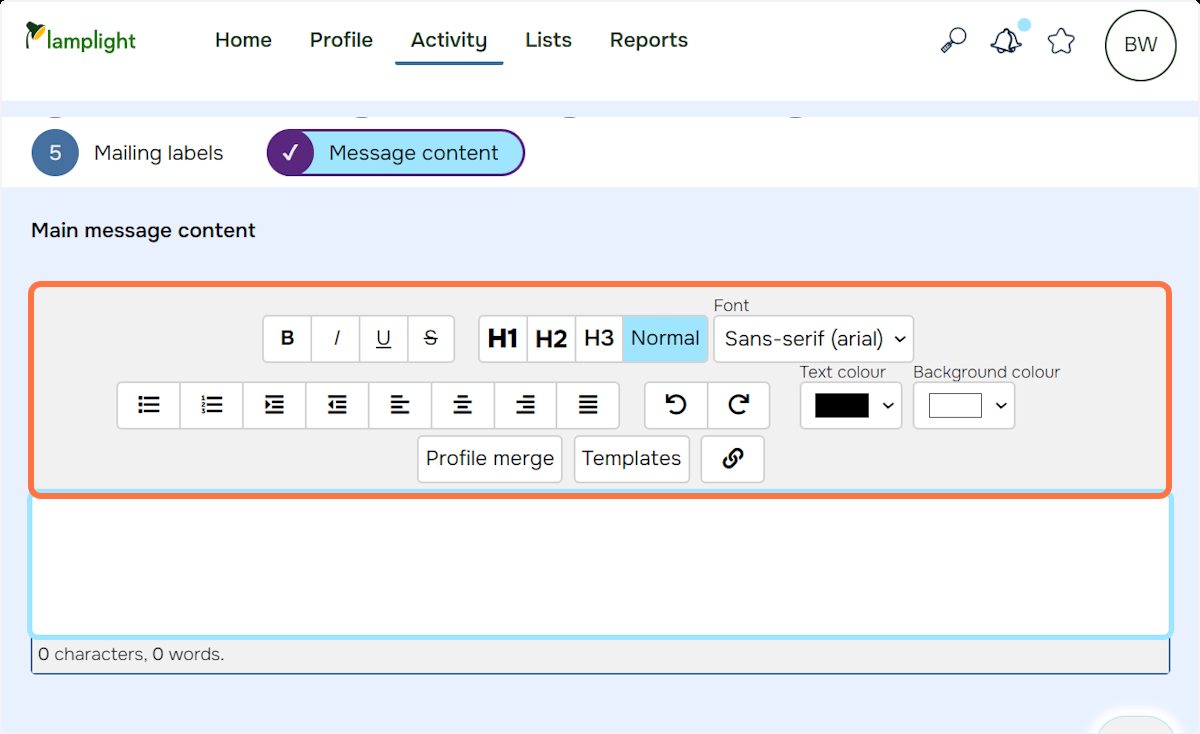 lamplight Home Profile Activity Lists Reports BW
5 Mailing labels ✓ Message content
Main message content
Font
B I U S H1 H2 H3 Normal Sans-serif (arial)
Text colour Background colour
Profile merge Templates
0 characters, 0 words.